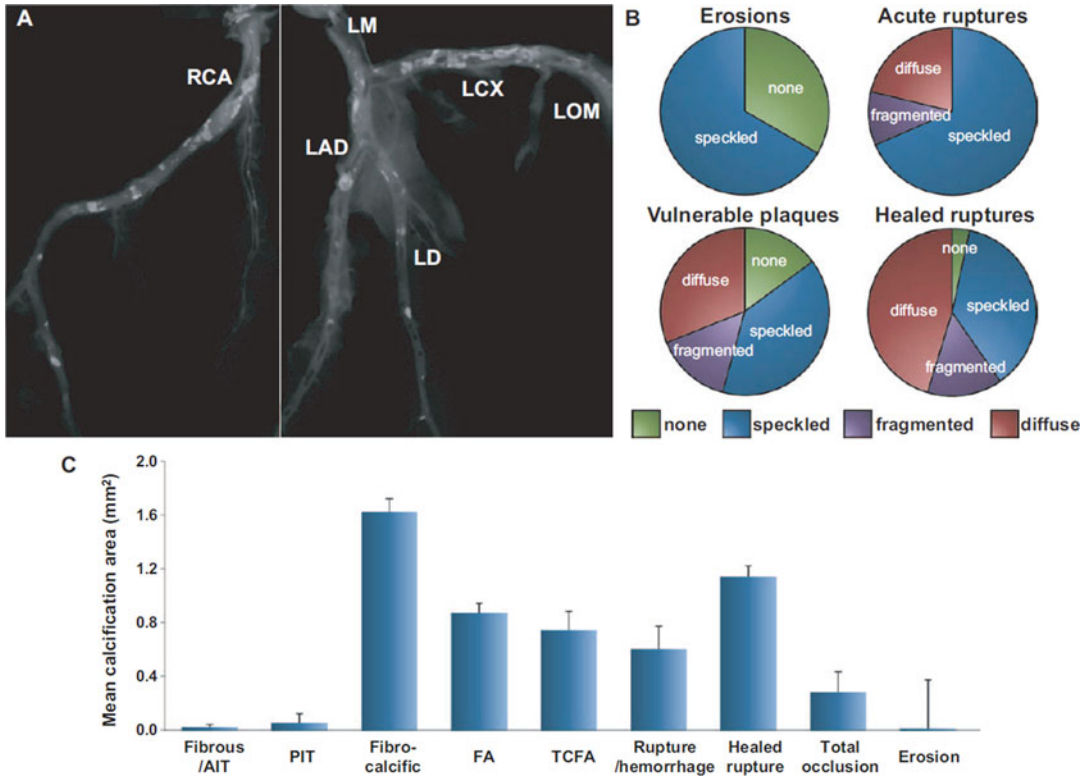 A
RCA
LM
LCX
LOM
LAD
LD
B
Erosions
none
speckled
Acute ruptures
diffuse
fragmented
speckled
Vulnerable plaques
none
diffuse
speckled
fragmented
Healed ruptures
none
diffuse
speckled
fragmented
none speckled fragmented diffuse
C
Mean calcification area (mm²)
2.0
1.6
1.2
0.8
0.4
0.0
Fibrous
/AIT
PIT
Fibro-
calcific
FA
TCFA
Rupture
/hemorrhage
Healed
rupture
Total
occlusion
Erosion